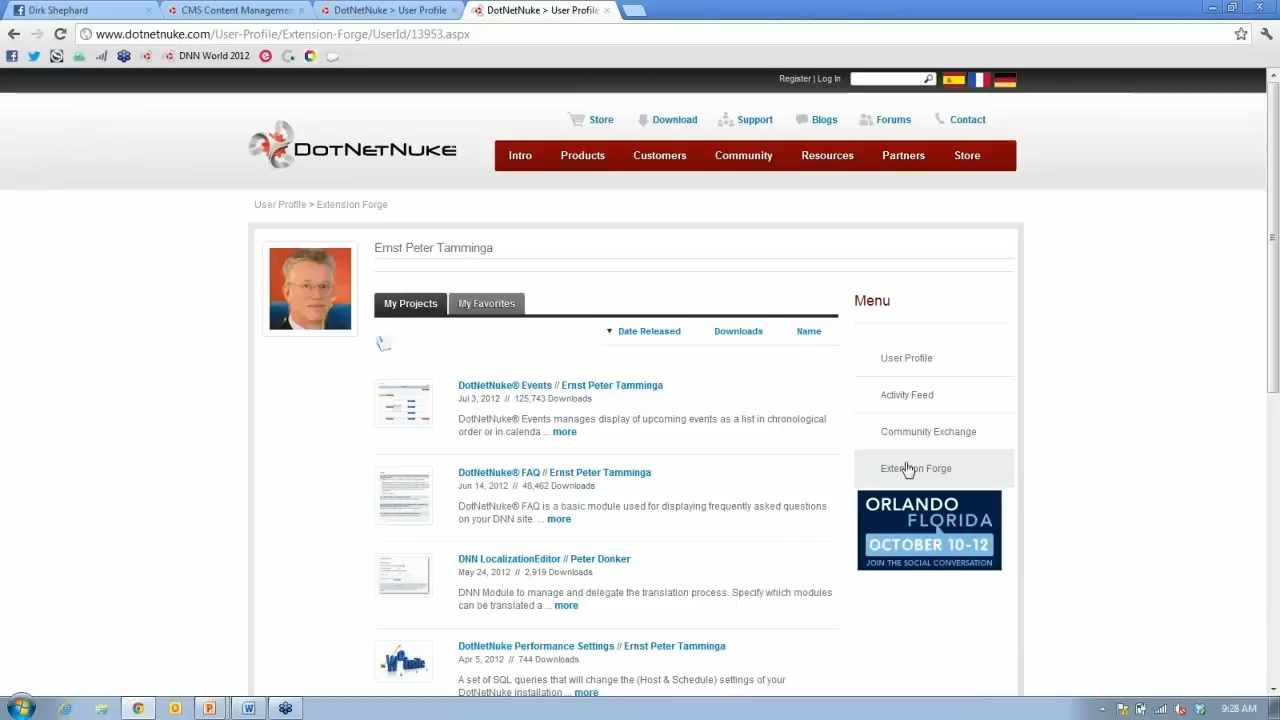 Dirk Shepard
CMS Content Managemen
DotNetNuke > User Profile
DotNetNuke > User Profile
www.dotnetnuke.com/User-Profile/Extension-Forge/UserId/13953.aspx
DNN World 2012
Register | Log In
Store
Download
Support
Blogs
Forums
Contact
DOTNETNUKE
Intro
Products
Customers
Community
Resources
Partners
Store
User Profile > Extension Forge
Ernst Peter Tamminga
My Projects
My Favorites
Menu
Date Released
Downloads
Name
User Profile
Activity Feed
Community Exchange
Extension Forge
DotNetNuke® Events // Ernst Peter Tamminga
Jul 3, 2012 // 125,743 Downloads
DotNetNuke® Events manages display of upcoming events as a list in chronological
order or in calenda ... more
DotNetNuke® FAQ // Ernst Peter Tamminga
Jun 14, 2012 // 48,462 Downloads
DotNetNuke® FAQ is a basic module used for displaying frequently asked questions
on your DNN site. ... more
ORLANDO
FLORIDA
OCTOBER 10-12
JOIN THE SOCIAL CONVERSATION
DNN LocalizationEditor // Peter Donker
May 24, 2012 // 2,919 Downloads
DNN Module to manage and delegate the translation process. Specify which modules
can be translated a ... more
DotNetNuke Performance Settings // Ernst Peter Tamminga
Apr 5, 2012 // 744 Downloads
A set of SQL queries that will change the (Host & Schedule) settings of your
DotNetNuke installation ... more
9:28 AM